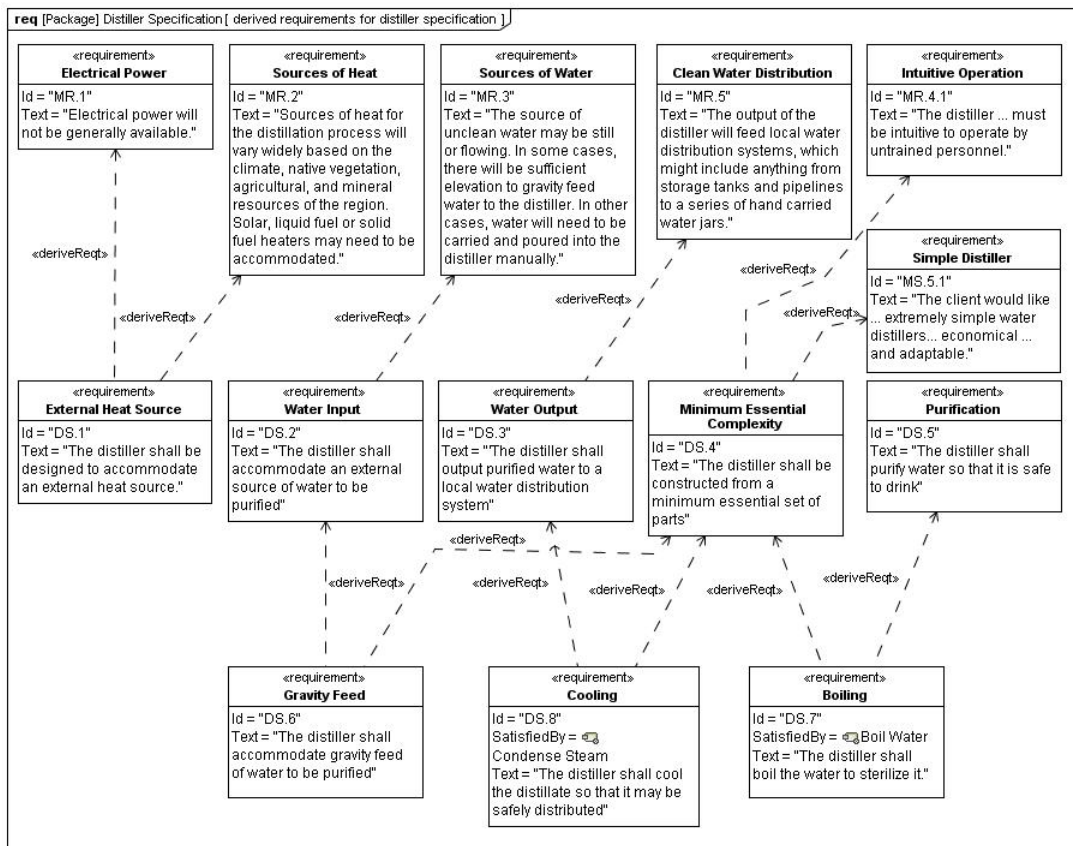 req [Package] Distiller Specification [ derived requirements for distiller specification ]
«requirement»
Electrical Power
Id = "MR.1"
Text = "Electrical power will
not be generally available."
«requirement»
Sources of Heat
Id = "MR.2"
Text = "Sources of heat for
the distillation process will
vary widely based on the
climate, native vegetation,
agricultural, and mineral
resources of the region.
Solar, liquid fuel or solid
fuel heaters may need to be
accommodated."
«requirement»
Sources of Water
Id = "MR.3"
Text = "The source of
unclean water may be still
or flowing. In some cases,
there will be sufficient
elevation to gravity feed
water to the distiller. In other
cases, water will need to be
carried and poured into the
distiller manually."
«requirement»
Clean Water Distribution
Id = "MR.5"
Text = "The output of the
distiller will feed local water
distribution systems, which
might include anything from
storage tanks and pipelines
to a series of hand carried
water jars."
«requirement»
Intuitive Operation
Id = "MR.4.1"
Text = "The distiller ... must
be intuitive to operate by
untrained personnel."
«requirement»
Simple Distiller
Id = "MS.5.1"
Text = "The client would like
... extremely simple water
distillers... economical ...
and adaptable."
«deriveReqt»
«deriveReqt»
«deriveReqt»
«deriveReqt»
«deriveReqt»
«deriveReqt»
«requirement»
External Heat Source
Id = "DS.1"
Text = "The distiller shall be
designed to accommodate
an external heat source."
«requirement»
Water Input
Id = "DS.2"
Text = "The distiller shall
accommodate an external
source of water to be
purified"
«requirement»
Water Output
Id = "DS.3"
Text = "The distiller shall
output purified water to a
local water distribution
system"
«requirement»
Minimum Essential
Complexity
Id = "DS.4"
Text = "The distiller shall be
constructed from a
minimum essential set of
parts"
«requirement»
Purification
Id = "DS.5"
Text = "The distiller shall
purify water so that it is safe
to drink"
«deriveReqt»
«deriveReqt»
«deriveReqt»
«deriveReqt»
«deriveReqt»
«deriveReqt»
«requirement»
Gravity Feed
Id = "DS.6"
Text = "The distiller shall
accommodate gravity feed
of water to be purified"
«requirement»
Cooling
Id = "DS.8"
SatisfiedBy =
Condense Steam
Text = "The distiller shall cool
the distillate so that it may be
safely distributed"
«requirement»
Boiling
Id = "DS.7"
SatisfiedBy = Boil Water
Text = "The distiller shall
boil the water to sterilize it."